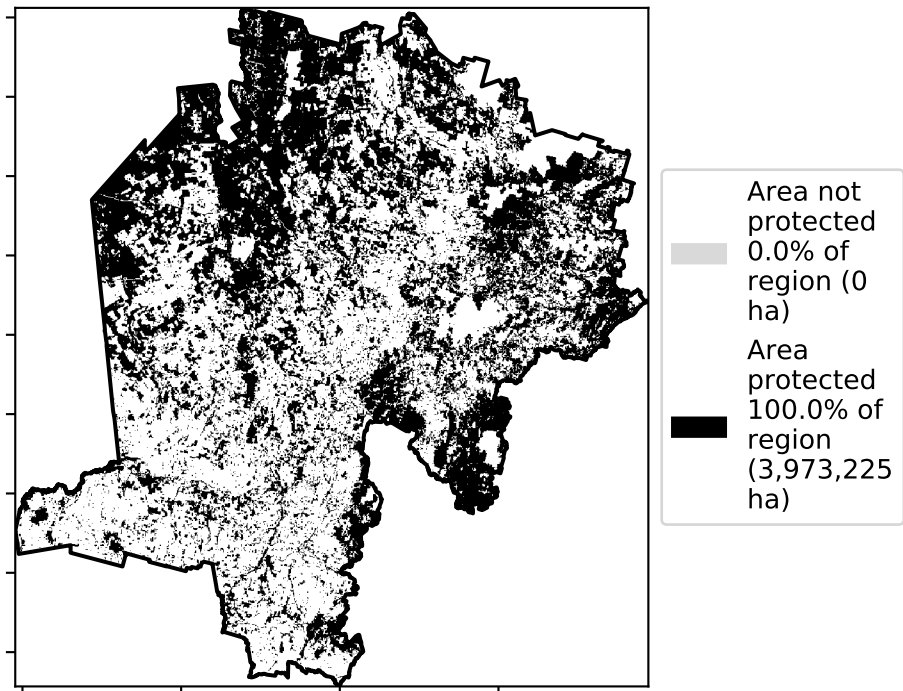 Area not
protected
0.0% of
region (0
ha)
Area
protected
100.0% of
region
(3,973,225
ha)